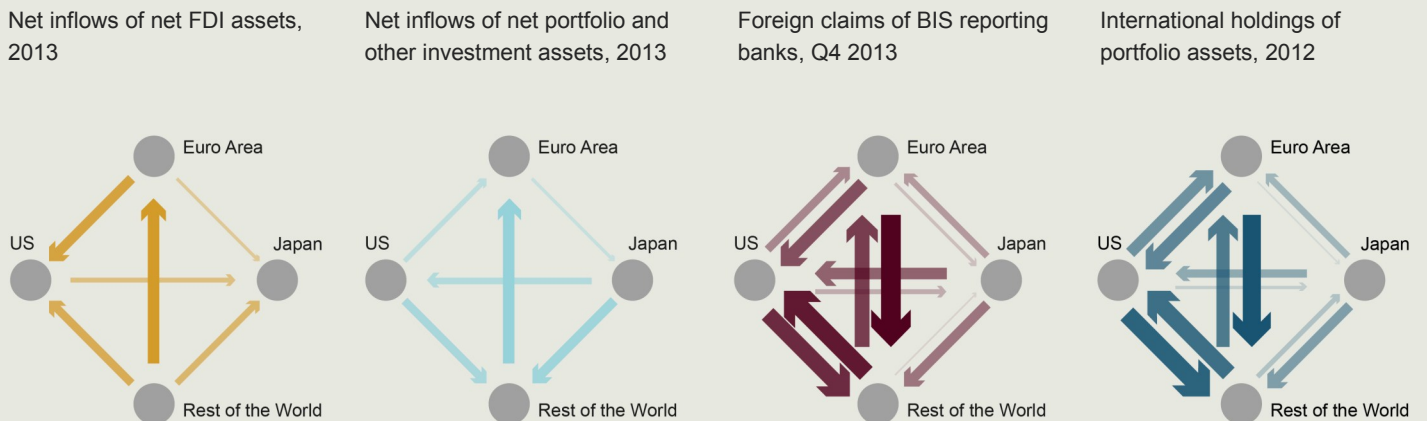 Net inflows of net FDI assets,
2013
Net inflows of net portfolio and
other investment assets, 2013
Foreign claims of BIS reporting
banks, Q4 2013
International holdings of
portfolio assets, 2012
Euro Area
US
Japan
Rest of the World
Euro Area
US
Japan
Rest of the World
Euro Area
US
Japan
Rest of the World
Euro Area
US
Japan
Rest of the World